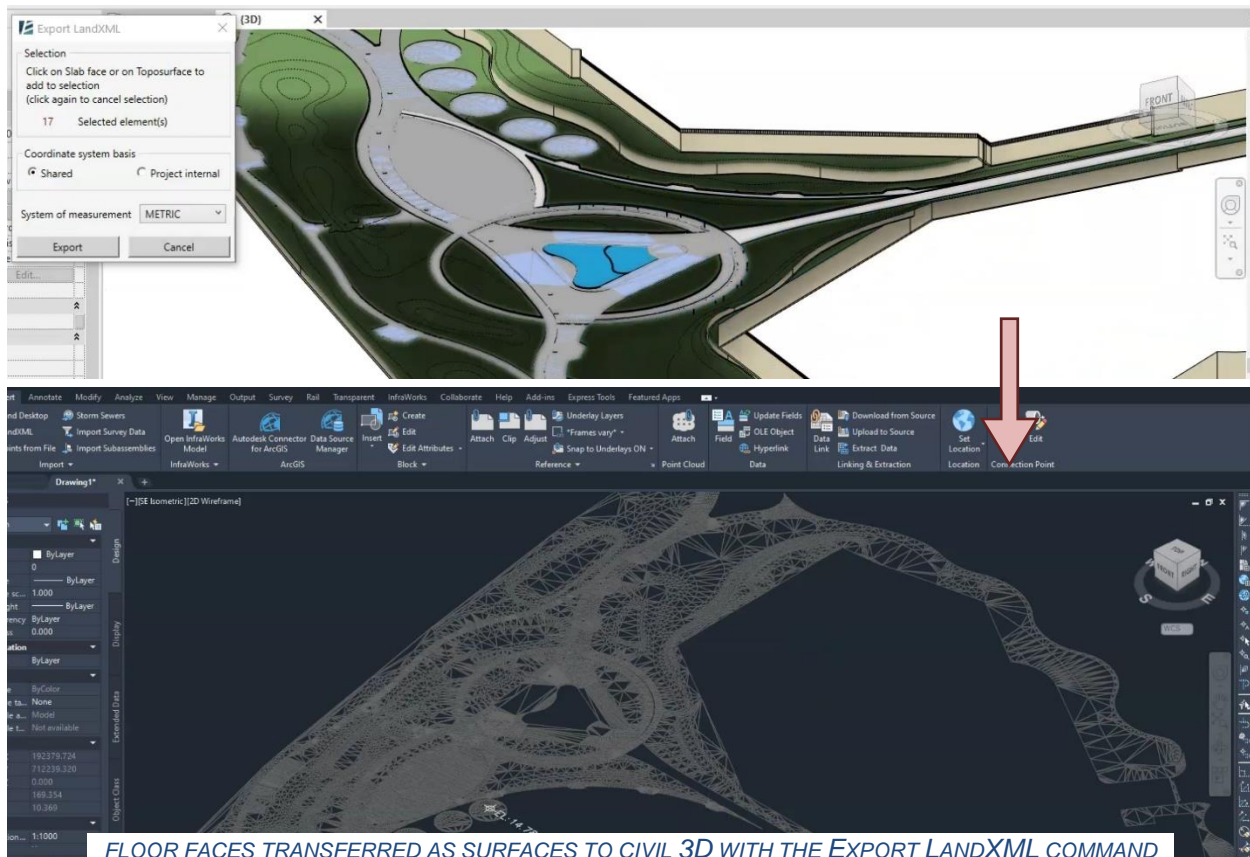 Export LandXML
{3D}
Selection
Click on Slab face or on Toposurface to
add to selection
(click again to cancel selection)
17 Selected element(s)
Coordinate system basis
Shared Project internal
System of measurement METRIC
Export Cancel
Edit...
FRONT
Annotate Modify Analyze View Manage Output Survey Rail Transparent InfraWorks Collaborate Help Add-ins Express Tools Featured Apps
Desktop Storm Sewers
Import Survey Data
from File Import Subassemblies
Import
Open InfraWorks
Model
InfraWorks
Autodesk Connector
for ArcGIS
Data Source
Manager
ArcGIS
Insert
Create
Edit
Edit Attributes
Block
Attach Clip Adjust
Underlay Layers
*Frames vary*
Snap to Underlays ON
Reference
Attach
Point Cloud
Field
Update Fields
OLE Object
Hyperlink
Data
Data
Link
Download from Source
Upload to Source
Extract Data
Linking & Extraction
Set
Location
Location
Edit
Connection Point
Drawing1*
[-][SE Isometric][2D Wireframe]
ByLayer
0
ByLayer
1.000
ByLayer
ByLayer
0.000
ByLayer
ByColor
None
Model
Not available
192379.724
712239.320
0.000
169.354
10.369
1:1000
Design
Display
Extended Data
Object Class
TOP
FRONT RIGHT
S E
WCS
FLOOR FACES TRANSFERRED AS SURFACES TO CIVIL 3D WITH THE EXPORT LANDXML COMMAND